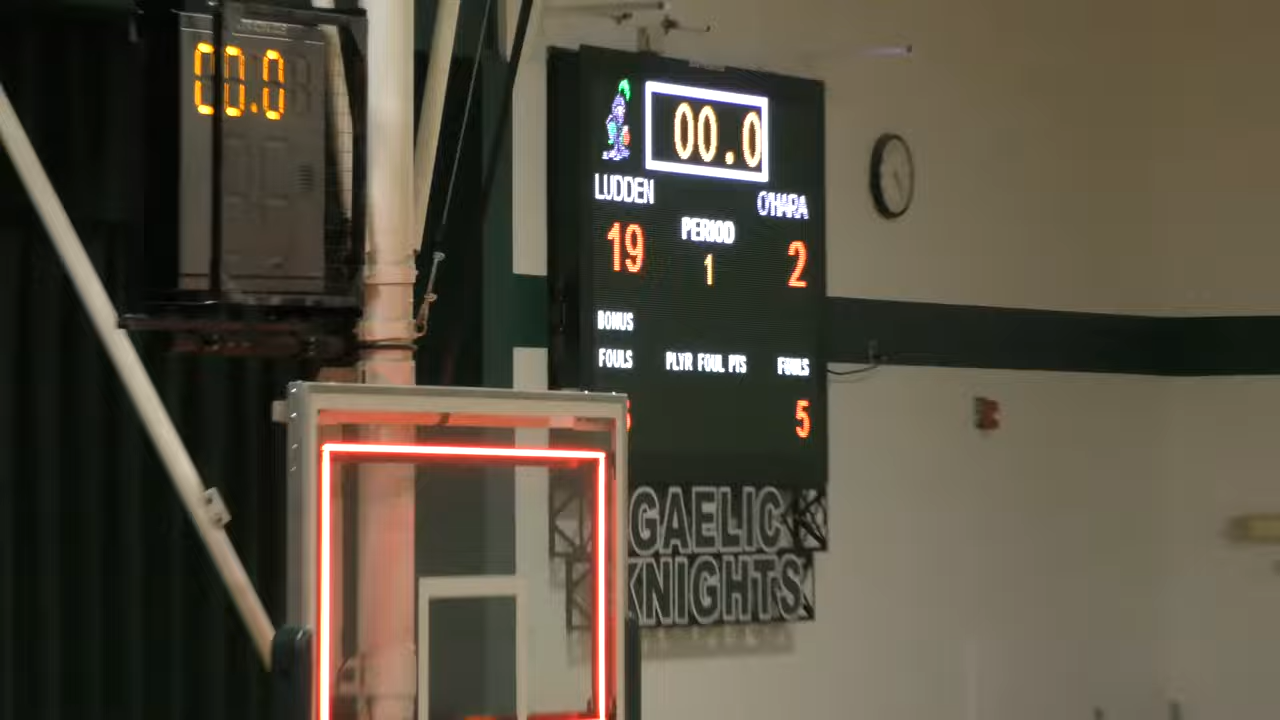 00.0
00.0
LUDDEN
O'HARA
19
PERIOD
2
1
BONUS
FOULS
PLYR FOUL PTS
FOULS
5
GAELIC
KNIGHTS